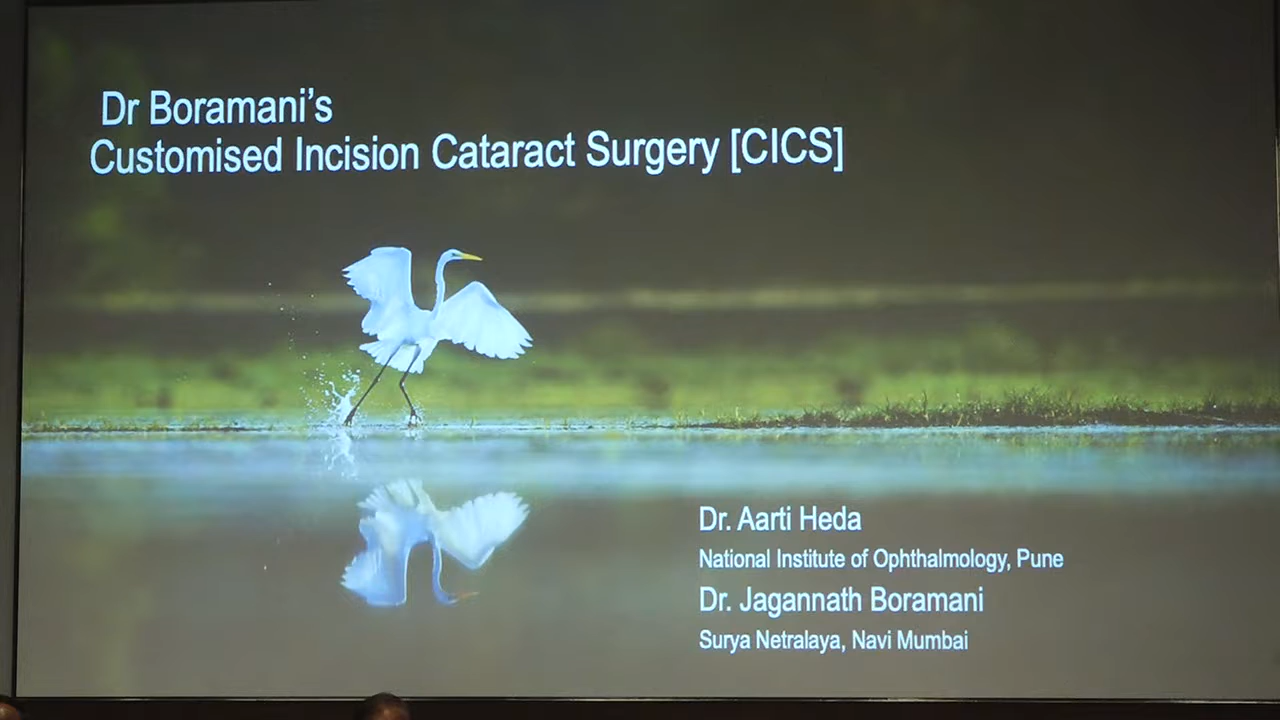 Dr Boramani’s
Customised Incision Cataract Surgery [CICS]
Dr. Aarti Heda
National Institute of Ophthalmology, Pune
Dr. Jagannath Boramani
Surya Netralaya, Navi Mumbai